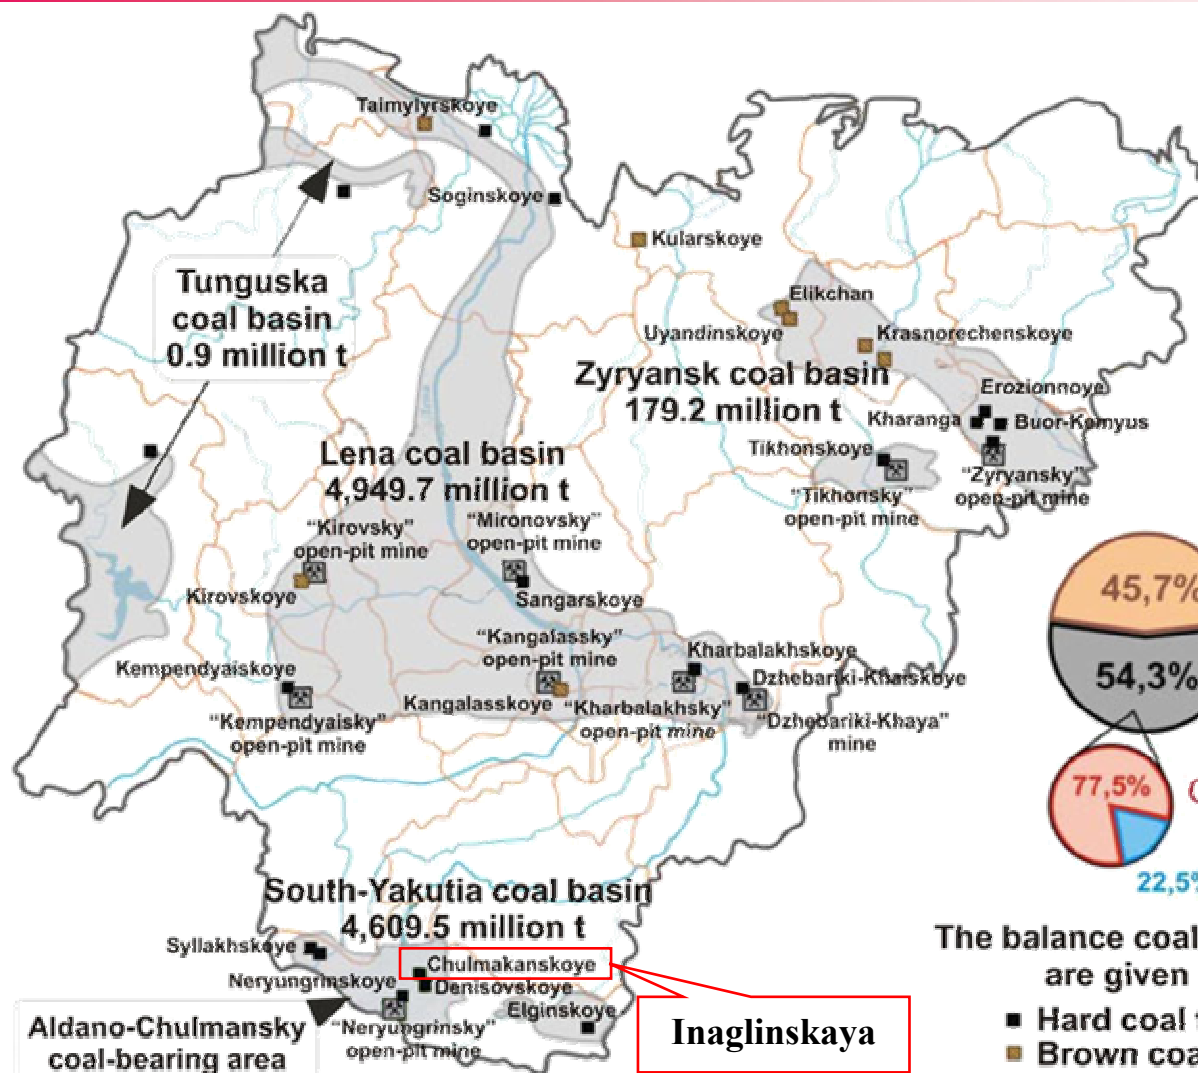 Taimylyrskoye
Soginskoye
Kularskoye
Tunguska
coal basin
0.9 million t
Elikchan
Uyandinskoye
Krasnorechenskoye
Zyryansk coal basin
179.2 million t
Erozionnoye
Kharanga
Buor-Kemyus
Tikhonskoye
"Zyryansky"
open-pit mine
"Tikhonsky"
open-pit mine
Lena coal basin
4,949.7 million t
"Kirovsky"
open-pit mine
"Mironovsky"
open-pit mine
Kirovskoye
Sangarskoye
45,7%
54,3%
"Kangalassky"
open-pit mine
Kharbalakhskoye
Kempendyaiskoye
Dzhebariki-Khaiskoye
Kangalasskoye
"Kharbalakhsky"
open-pit mine
"Kempendyaisky"
open-pit mine
"Dzhebariki-Khaya"
mine
77,5%
22,5%
South-Yakutia coal basin
4,609.5 million t
Syllakhskoye
Chulmakanskoye
Neryungrinskoye
Denisovskoye
Elginskoye
"Neryungrinsky"
open-pit mine
Aldano-Chulmansky
coal-bearing area
Inaglinskaya
The balance coal
are given
Hard coal
Brown coa